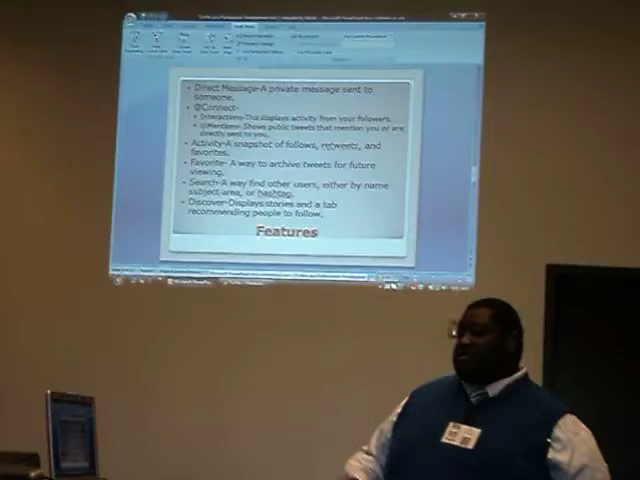 Direct Message-A private message sent to
someone.
@Connect-
Interactions-This displays activity from your followers.
@Mentions- Shows public tweets that mention you or are
directly sent to you.
Activity-A snapshot of follows, retweets, and
favorites.
Favorite- A way to archive tweets for future
viewing.
Search-A way find other users, either by name
subject area, or hashtag.
Discover-Displays stories and a tab
recommending people to follow.
Features